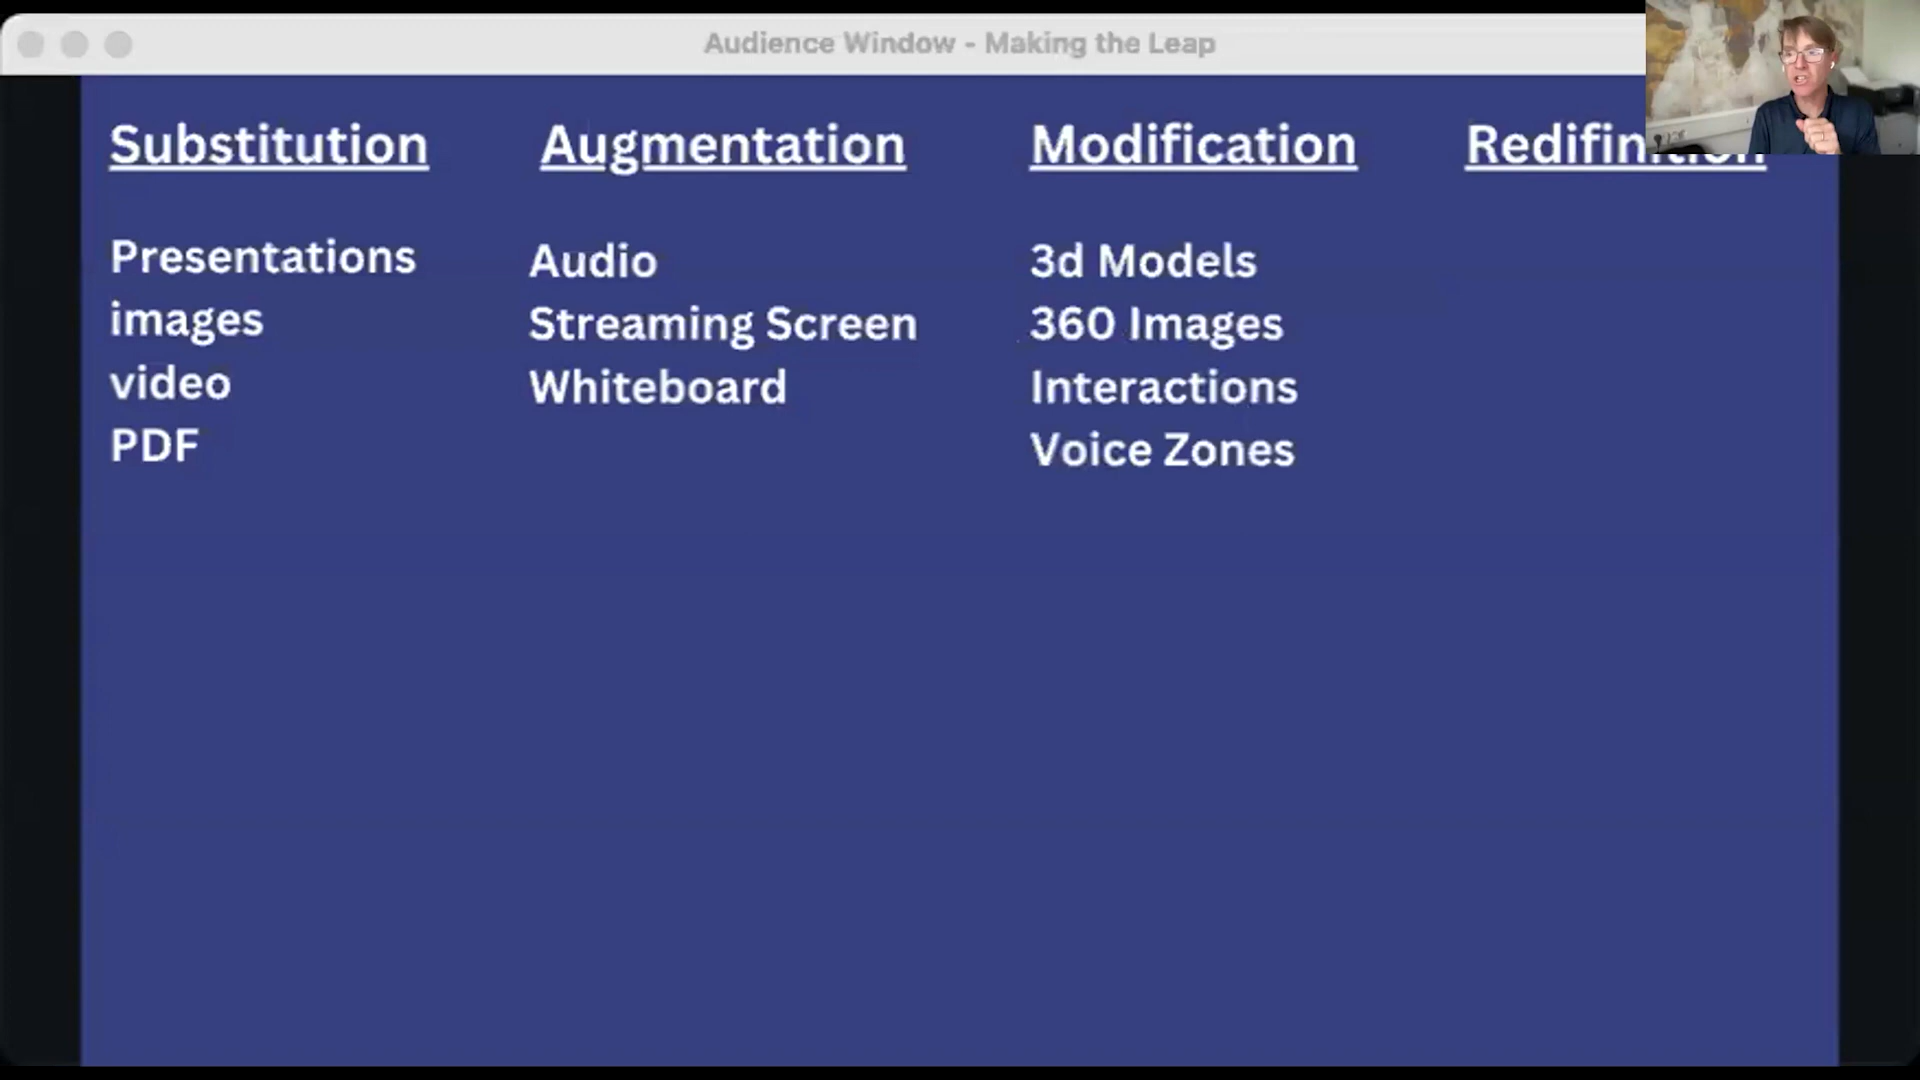 Audience Window - Making the Leap
Substitution
Presentations
images
video
PDF
Augmentation
Audio
Streaming Screen
Whiteboard
Modification
3d Models
360 Images
Interactions
Voice Zones
Redifinition